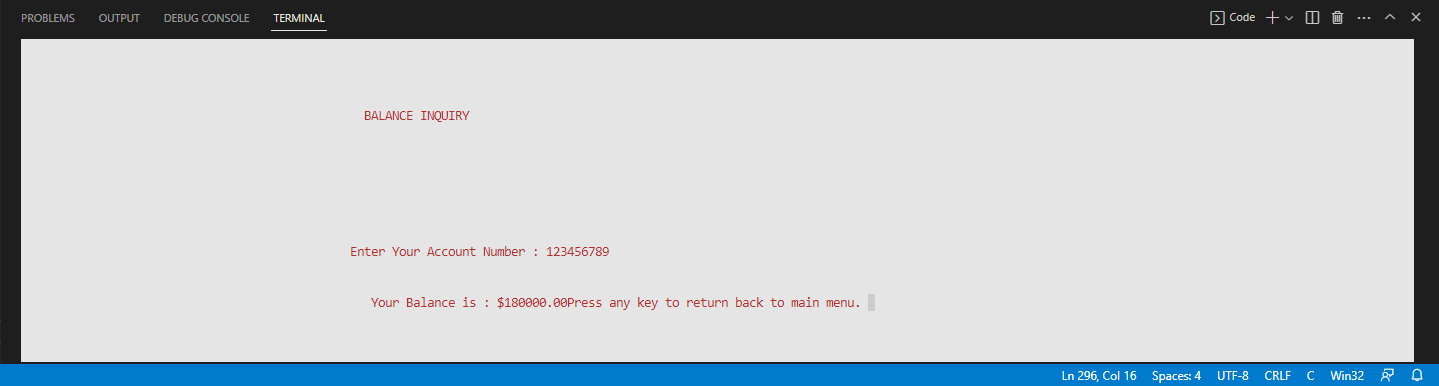 PROBLEMS OUTPUT DEBUG CONSOLE TERMINAL Code
BALANCE INQUIRY
Enter Your Account Number : 123456789
Your Balance is : $180000.00Press any key to return back to main menu.
Ln 296, Col 16 Spaces: 4 UTF-8 CRLF C Win32